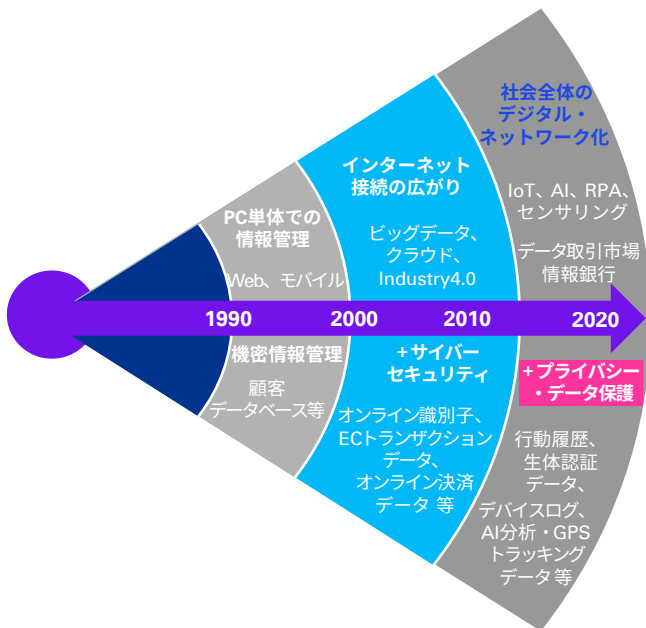 社会全体の
デジタル・
ネットワーク化
IoT、AI、RPA、
センサリング
データ取引市場
情報銀行
インターネット
接続の広がり
ビッグデータ、
クラウド、
Industry4.0
PC単体での
情報管理
Web、モバイル
1990
2000
2010
2020
機密情報管理
顧客
データベース等
+サイバー
セキュリティ
オンライン識別子、
ECトランザクション
データ、
オンライン決済
データ 等
+プライバシー
・データ保護
行動履歴、
生体認証
データ、
デバイスログ、
AI分析・GPS
トラッキング
データ等